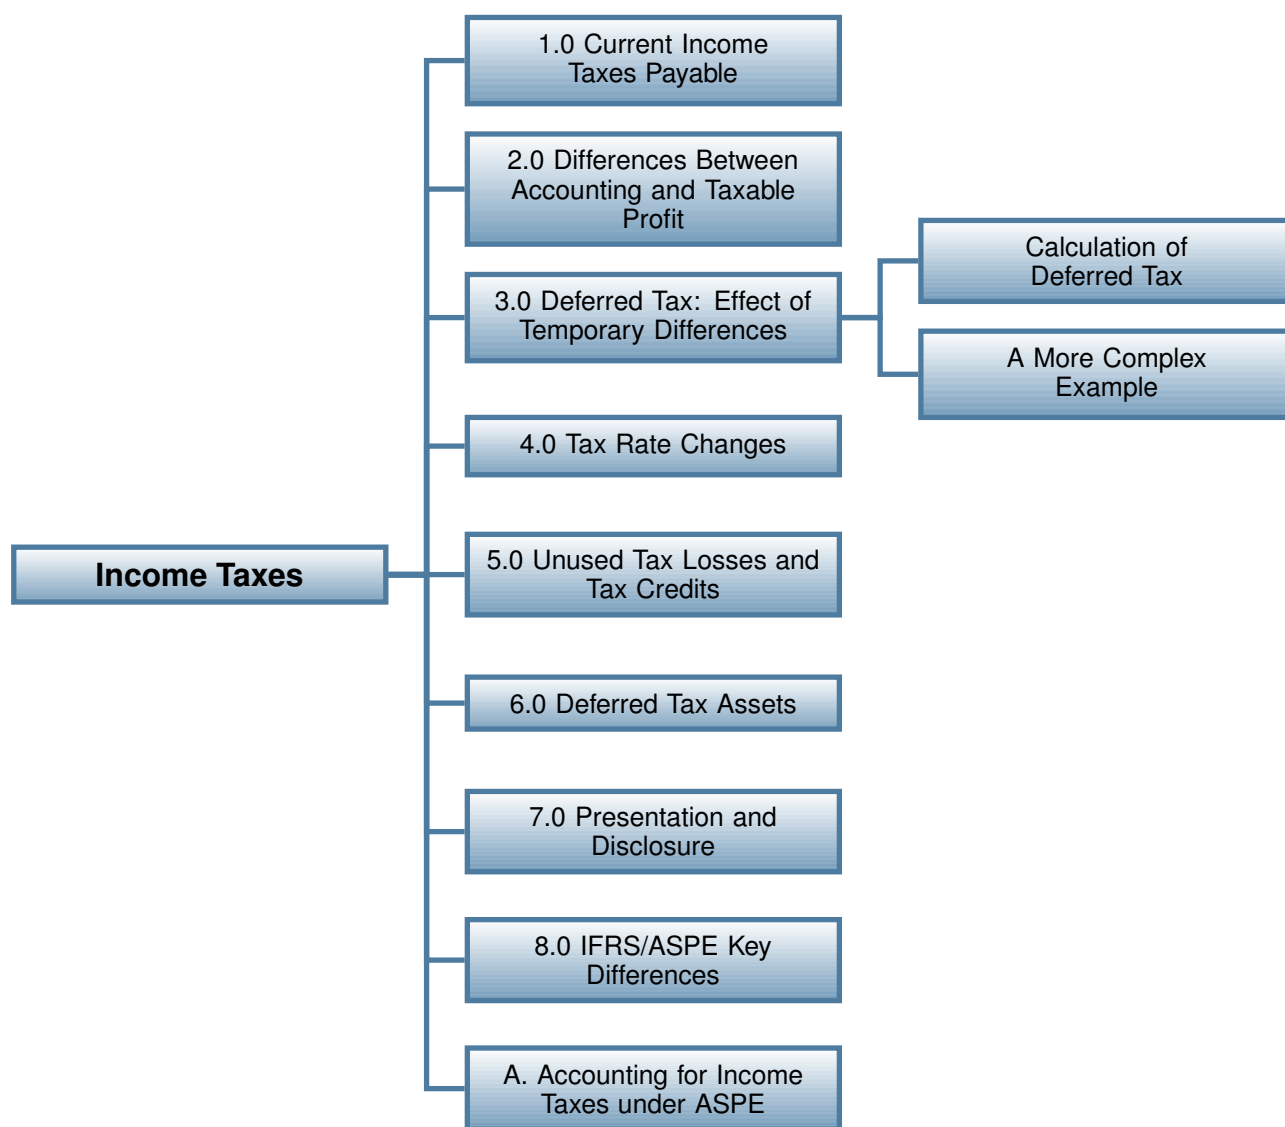 1.0 Current Income
Taxes Payable
2.0 Differences Between
Accounting and Taxable
Profit
3.0 Deferred Tax: Effect of
Temporary Differences
Calculation of
Deferred Tax
A More Complex
Example
4.0 Tax Rate Changes
Income Taxes
5.0 Unused Tax Losses and
Tax Credits
6.0 Deferred Tax Assets
7.0 Presentation and
Disclosure
8.0 IFRS/ASPE Key
Differences
A. Accounting for Income
Taxes under ASPE